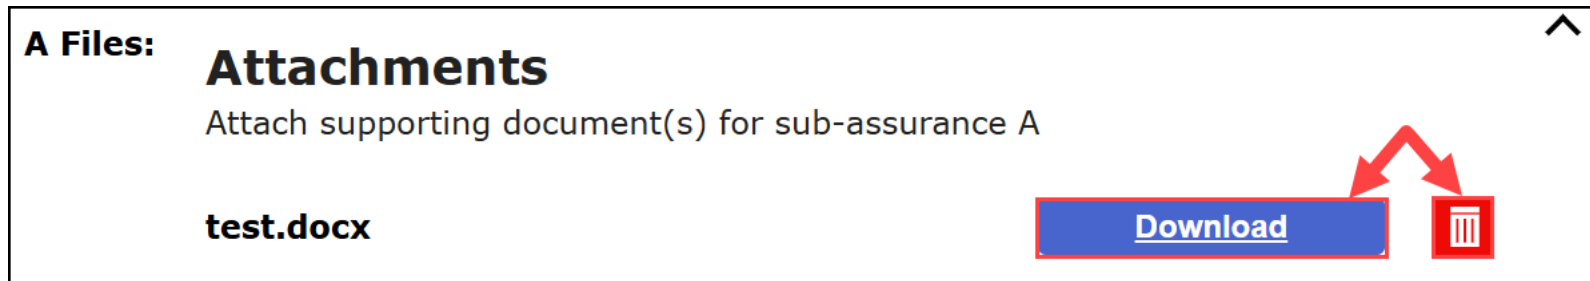 A Files:
Attachments
Attach supporting document(s) for sub-assurance A
test.docx
Download